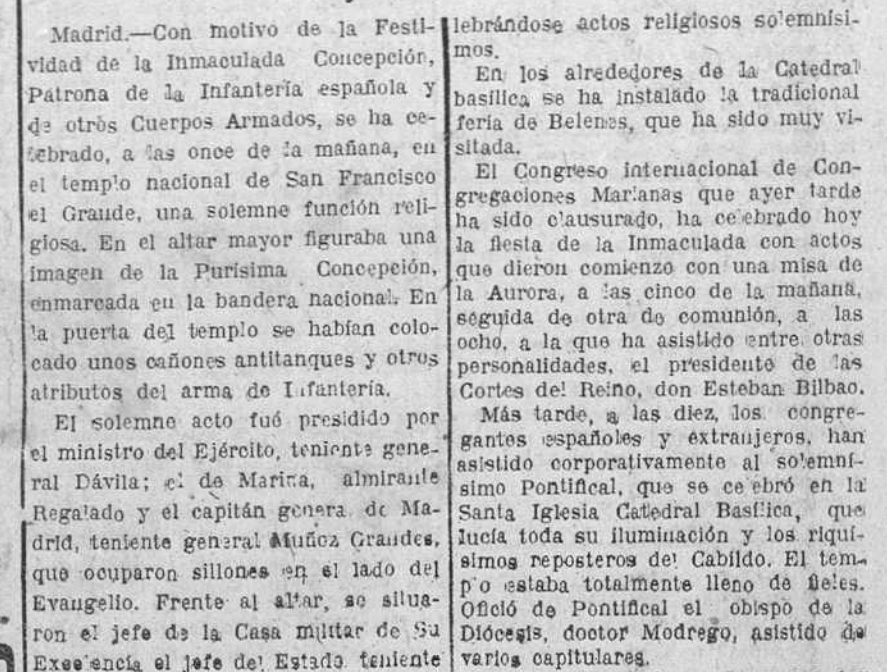 Madrid.—Con motivo de la Festi-
vidad de la Inmaculada Concepción,
Patrona de la Infantería española y
de otros Cuerpos Armados, se ha ce-
lebrado, a las once de la mañana, en
el templo nacional de San Francisco
el Grande, una solemne función reli-
giosa. En el altar mayor figuraba una
imagen de la Purísima Concepción,
enmarcada en la bandera nacional. En
la puerta del templo se habían colo-
cado unos cañones antitanques y otros
atributos del arma de Infantería.
El solemne acto fué presidido por
el ministro del Ejército, teniente gene-
ral Dávila; el de Marina, almirante
Regalado y el capitán general de Ma-
drid, teniente general Muñoz Grandes,
que ocuparon sillones en el lado del
Evangelio. Frente al altar, se situa-
ron el jefe de la Casa militar de Su
Excelencia el Jefe del Estado, teniente
lebrándose actos religiosos solemnísi-
mos.
En los alrededores de la Catedral
basílica se ha instalado la tradicional
feria de Belenes, que ha sido muy vi-
sitada.
El Congreso internacional de Con-
gregaciones Marianas que ayer tarde
ha sido clausurado, ha celebrado hoy
la fiesta de la Inmaculada con actos
que dieron comienzo con una misa de
la Aurora, a las cinco de la mañana,
seguida de otra de comunión, a las
ocho, a la que ha asistido entre otras
personalidades, el presidente de las
Cortes del Reino, don Esteban Bilbao.
Más tarde, a las diez, los congre-
gantes españoles y extranjeros, han
asistido corporativamente al solemní-
simo Pontifical, que se celebró en la
Santa Iglesia Catedral Basílica, que
lucía toda su iluminación y los riquí-
simos reposteros del Cabildo. El tem-
plo estaba totalmente lleno de fieles.
Ofició de Pontifical el obispo de la
Diócesis, doctor Modrego, asistido de
varios capitulares.